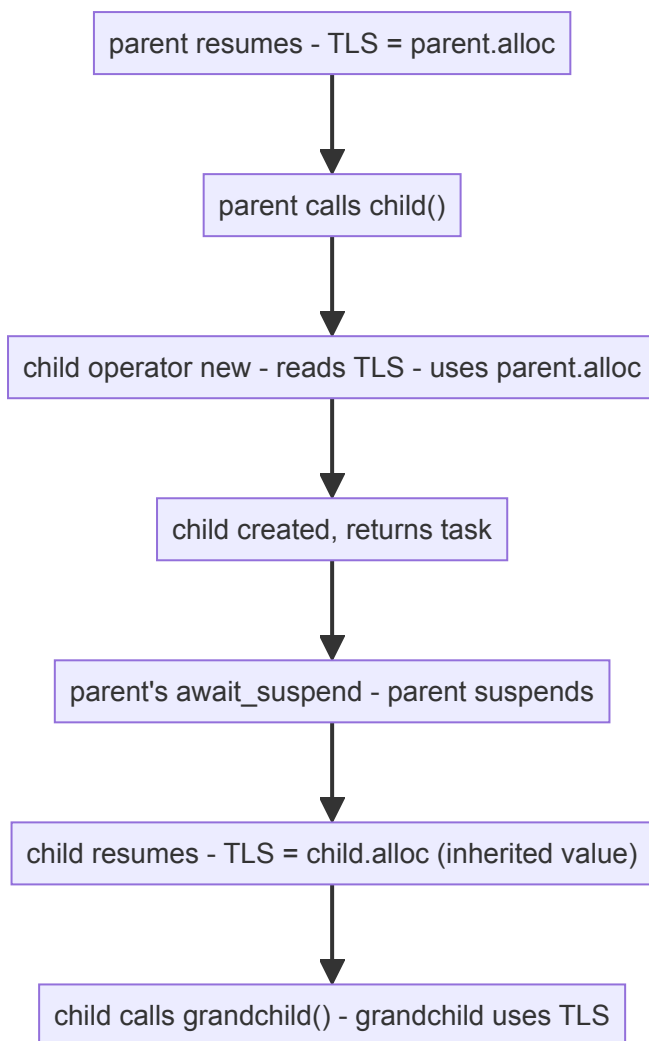 parent resumes - TLS = parent.alloc
parent calls child()
child operator new - reads TLS - uses parent.alloc
child created, returns task
parent's await_suspend - parent suspends
child resumes - TLS = child.alloc (inherited value)
child calls grandchild() - grandchild uses TLS